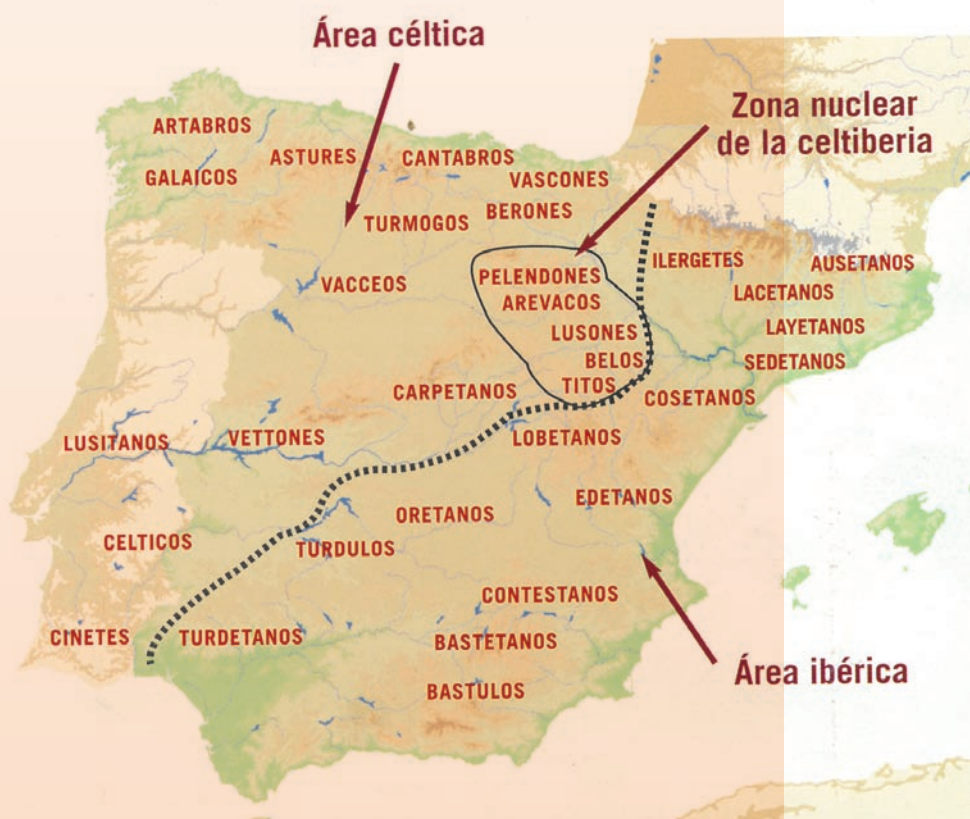 Área céltica
Zona nuclear
de la celtiberia
ARTABROS
ASTURES
CANTABROS
GALAICOS
VASCONES
BERONES
TURMOGOS
ILERGETES
AUSETANOS
PELENDONES
VACCEOS
LACETANOS
AREVACOS
LAYETANOS
LUSONES
BELOS
SEDETANOS
TITOS
CARPETANOS
COSETANOS
LUSITANOS
VETTONES
LOBETANOS
EDETANOS
ORETANOS
CELTICOS
TURDULOS
CONTESTANOS
CINETES
TURDETANOS
BASTETANOS
Área ibérica
BASTULOS